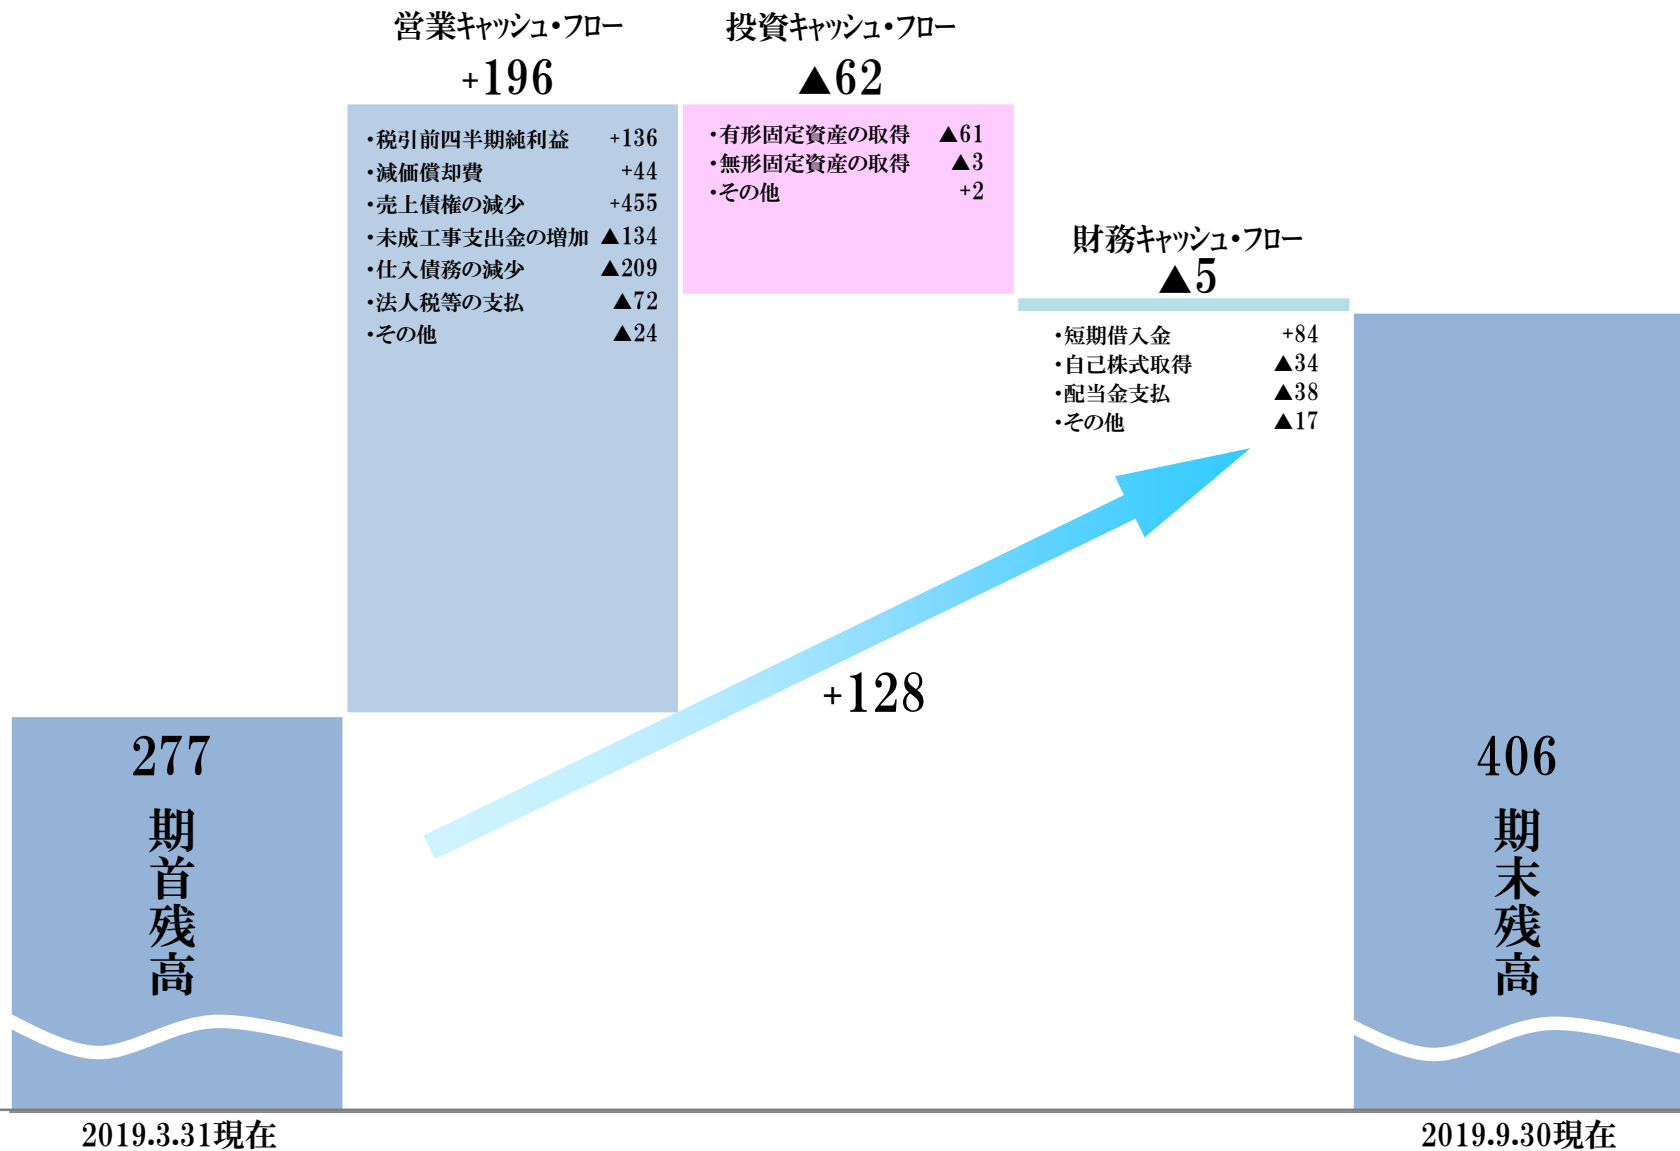 営業キャッシュ・フロー
+196
・税引前四半期純利益 +136
・減価償却費 +44
・売上債権の減少 +455
・未成工事支出金の増加 ▲134
・仕入債務の減少 ▲209
・法人税等の支払 ▲72
・その他 ▲24
投資キャッシュ・フロー
▲62
・有形固定資産の取得 ▲61
・無形固定資産の取得 ▲3
・その他 +2
財務キャッシュ・フロー
▲5
・短期借入金 +84
・自己株式取得 ▲34
・配当金支払 ▲38
・その他 ▲17
+128
277
期首残高
406
期末残高
2019.3.31現在
2019.9.30現在